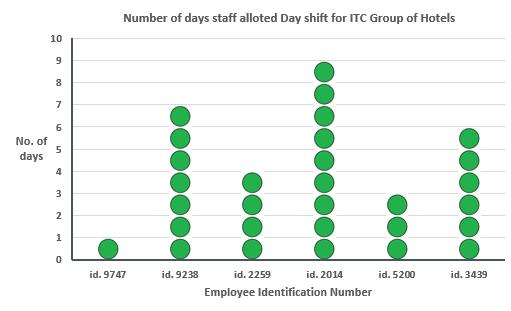 Number of days staff alloted Day shift for ITC Group of Hotels
10
9
8
7
6
5
4
3
2
1
0
No. of
days
id. 9747 id. 9238 id. 2259 id. 2014 id. 5200 id. 3439
Employee Identification Number